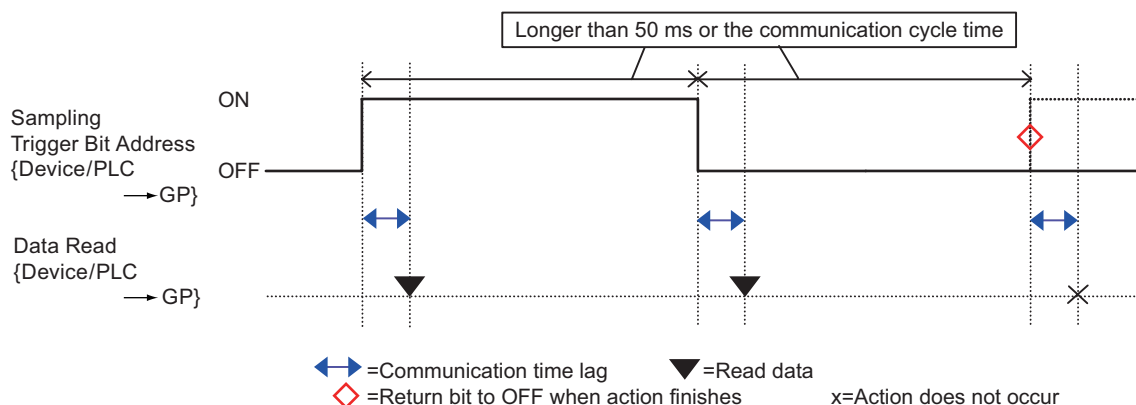 Longer than 50 ms or the communication cycle time
ON
Sampling
Trigger Bit Address
{Device/PLC
→GP}
OFF
Data Read
{Device/PLC
→GP}
=Communication time lag
=Read data
=Return bit to OFF when action finishes
x=Action does not occur